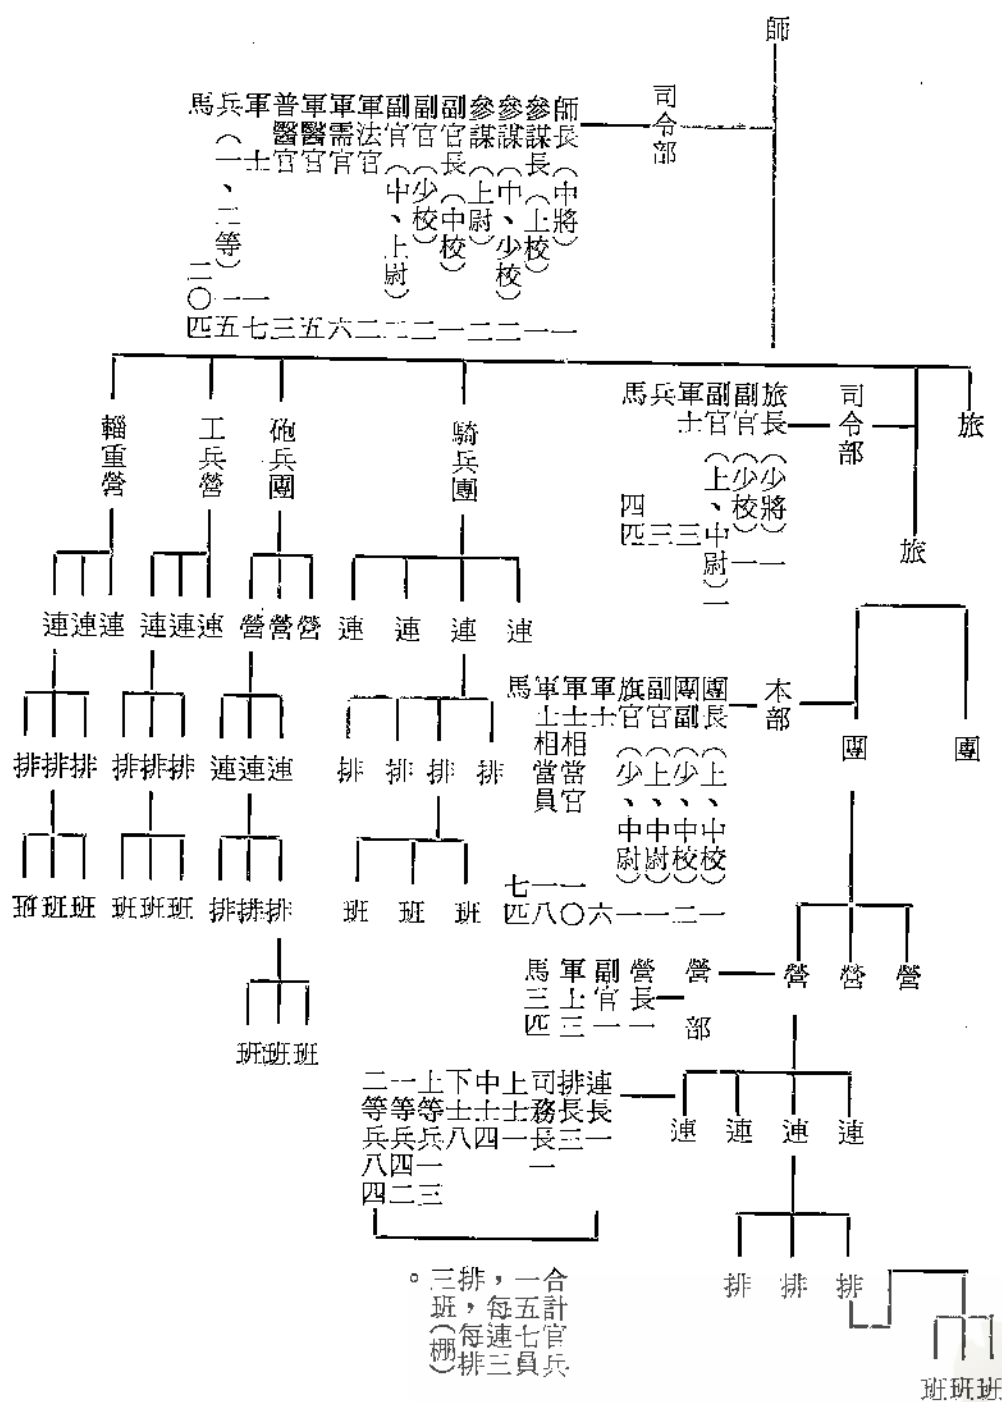 師
司令部
師長（中將）一
參謀長（上校）一
參謀（中、少校）二
參謀（上尉）二
副官長（中校）一
副官（少校）二
副官（中、上尉）二
軍法官 二
軍需官 六
軍醫官 五
普醫官 三
軍士 一七
兵（一、二等）一五
馬 二〇匹
旅
旅
司令部
旅長（少將）一
副官（少校）一
副官（上、中尉）一
軍士 三
兵 三
馬 四匹
騎兵團
砲兵團
工兵營
輜重營
連
連
連
連
營
營
營
連
連
連
連
連
連
團
團
本部
團長（上、中校）一
團副（少、中校）二
副官（上、中尉）一
旗官（少、中尉）一
軍士 六
軍士相當官 一〇
軍士相當員 一八
馬 七匹
排
排
排
排
連
連
連
排
排
排
排
排
排
班
班
班
排
排
排
班
班
班
班
班
班
班
班
班
營
營
營
營部
營長一
副官一
軍士三
馬三匹
連
連
連
連
連長一
排長三
司務長一
上士一
中士四
下士八
上等兵一三
一等兵四二
二等兵八四
排
排
排
班
班
班
合計官兵
一五七員
，每連三
排，每排
三班（棚）
。